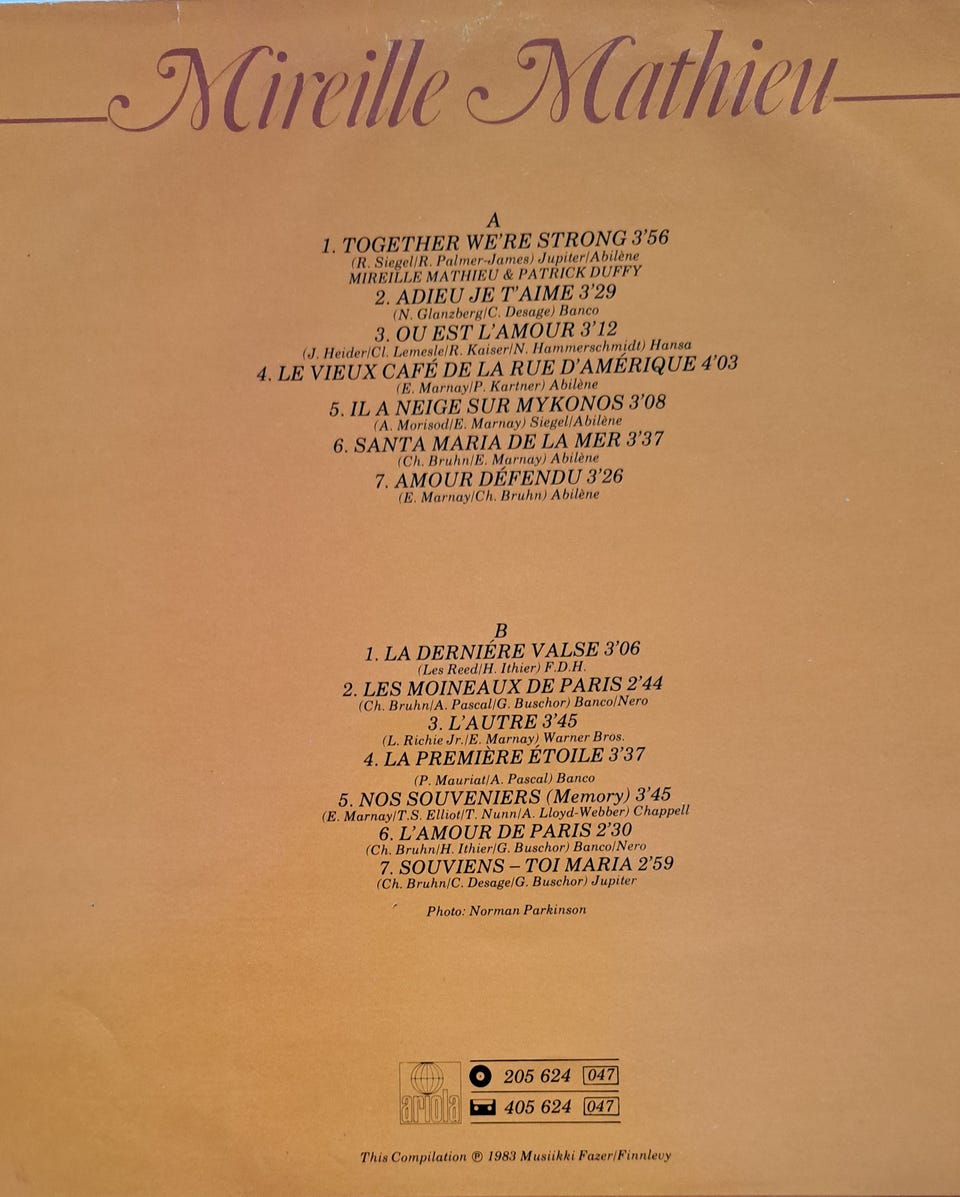 Mireille Mathieu
A
1. TOGETHER WE'RE STRONG 3'56
(R. Siegel/R. Palmer-James) Jupiter/Abilène
MIREILLE MATHIEU & PATRICK DUFFY
2. ADIEU JE T'AIME 3'29
(N. Glanzberg/C. Desage) Banco
3. OU EST L'AMOUR 3'12
(J. Heider/Cl. Lemesle/R. Kaiser/N. Hammerschmidt) Hansa
4. LE VIEUX CAFÉ DE LA RUE D'AMÉRIQUE 4'03
(E. Marnay/P. Kartner) Abilène
5. IL A NEIGE SUR MYKONOS 3'08
(A. Morisod/E. Marnay) Siegel/Abilène
6. SANTA MARIA DE LA MER 3'37
(Ch. Bruhn/E. Marnay) Abilène
7. AMOUR DÉFENDU 3'26
(E. Marnay/Ch. Bruhn) Abilène
B
1. LA DERNIÉRE VALSE 3'06
(Les Reed/H. Ithier) F.D.H.
2. LES MOINEAUX DE PARIS 2'44
(Ch. Bruhn/A. Pascal/G. Buschor) Banco/Nero
3. L'AUTRE 3'45
(L. Richie Jr./E. Marnay) Warner Bros.
4. LA PREMIÈRE ÉTOILE 3'37
(P. Mauriat/A. Pascal) Banco
5. NOS SOUVENIERS (Memory) 3'45
(E. Marnay/T.S. Elliot/T. Nunn/A. Lloyd-Webber) Chappell
6. L'AMOUR DE PARIS 2'30
(Ch. Bruhn/H. Ithier/G. Buschor) Banco/Nero
7. SOUVIENS – TOI MARIA 2'59
(Ch. Bruhn/C. Desage/G. Buschor) Jupiter
Photo: Norman Parkinson
ariola
205 624 047
405 624 047
This Compilation ℗ 1983 Musiikki Fazer/Finnlevy